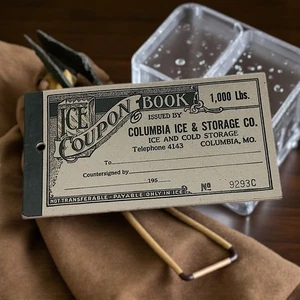 ICE COUPON BOOK
1,000 Lbs.
ISSUED BY
COLUMBIA ICE & STORAGE CO.
ICE AND COLD STORAGE
Telephone 4143 COLUMBIA, MO.
To
Countersigned by 195
NOT TRANSFERABLE - PAYABLE ONLY IN ICE
No 9293C